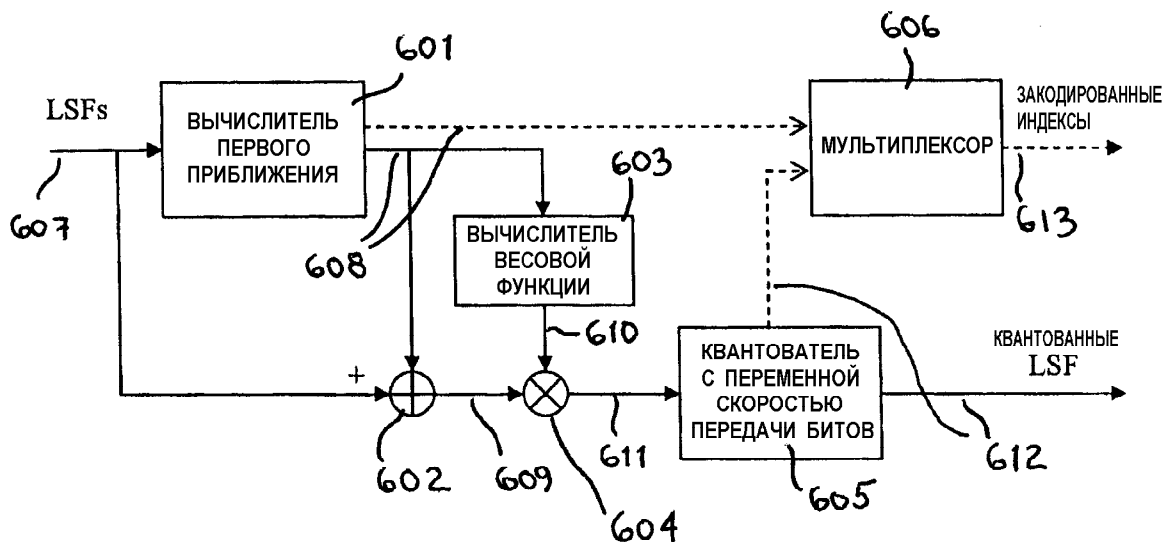 601
606
LSFs
ВЫЧИСЛИТЕЛЬ
ПЕРВОГО
ПРИБЛИЖЕНИЯ
МУЛЬТИПЛЕКСОР
ЗАКОДИРОВАННЫЕ
ИНДЕКСЫ
603
613
607
608
ВЫЧИСЛИТЕЛЬ
ВЕСОВОЙ
ФУНКЦИИ
610
КВАНТОВАТЕЛЬ
С ПЕРЕМЕННОЙ
СКОРОСТЬЮ
ПЕРЕДАЧИ БИТОВ
КВАНТОВАННЫЕ
LSF
+
602
609
611
612
604
605